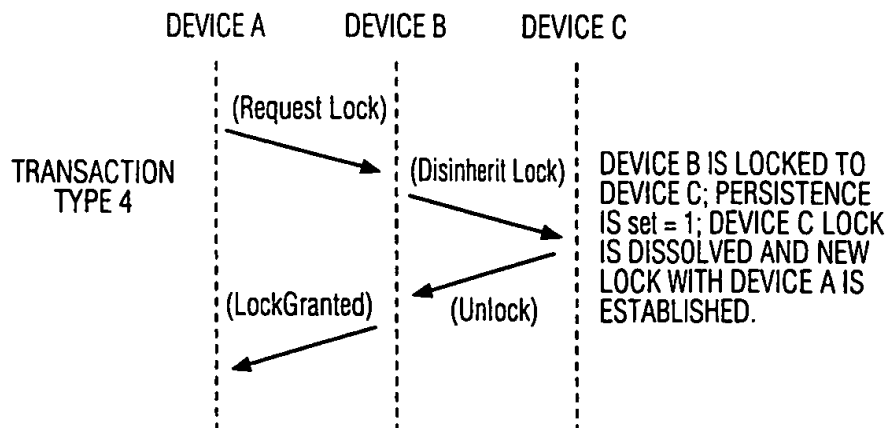 DEVICE A DEVICE B DEVICE C
(Request Lock)
TRANSACTION
TYPE 4
(Disinherit Lock)
DEVICE B IS LOCKED TO
DEVICE C; PERSISTENCE
IS set = 1; DEVICE C LOCK
IS DISSOLVED AND NEW
LOCK WITH DEVICE A IS
ESTABLISHED.
(Unlock)
(LockGranted)